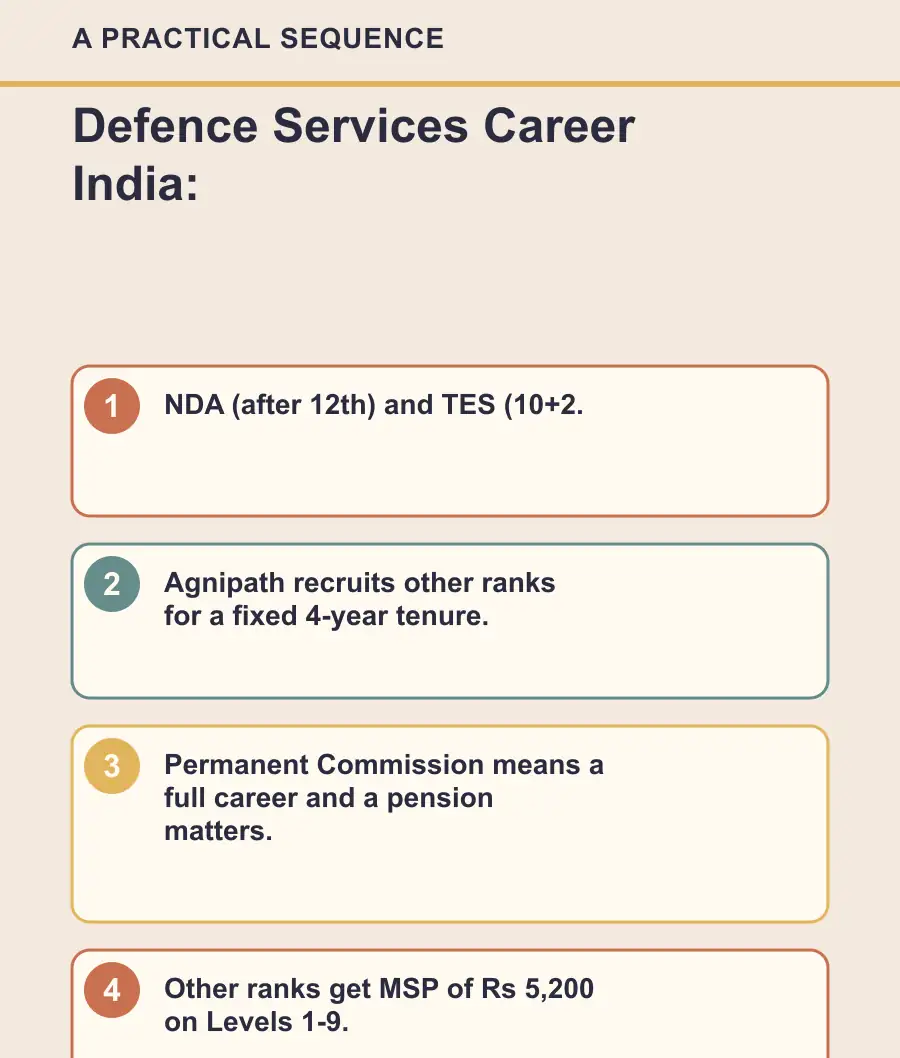 A PRACTICAL SEQUENCE
Defence Services Career
India:
1
NDA (after 12th) and TES (10+2.
2
Agnipath recruits other ranks
for a fixed 4-year tenure.
3
Permanent Commission means a
full career and a pension
matters.
4
Other ranks get MSP of Rs 5,200
on Levels 1-9.